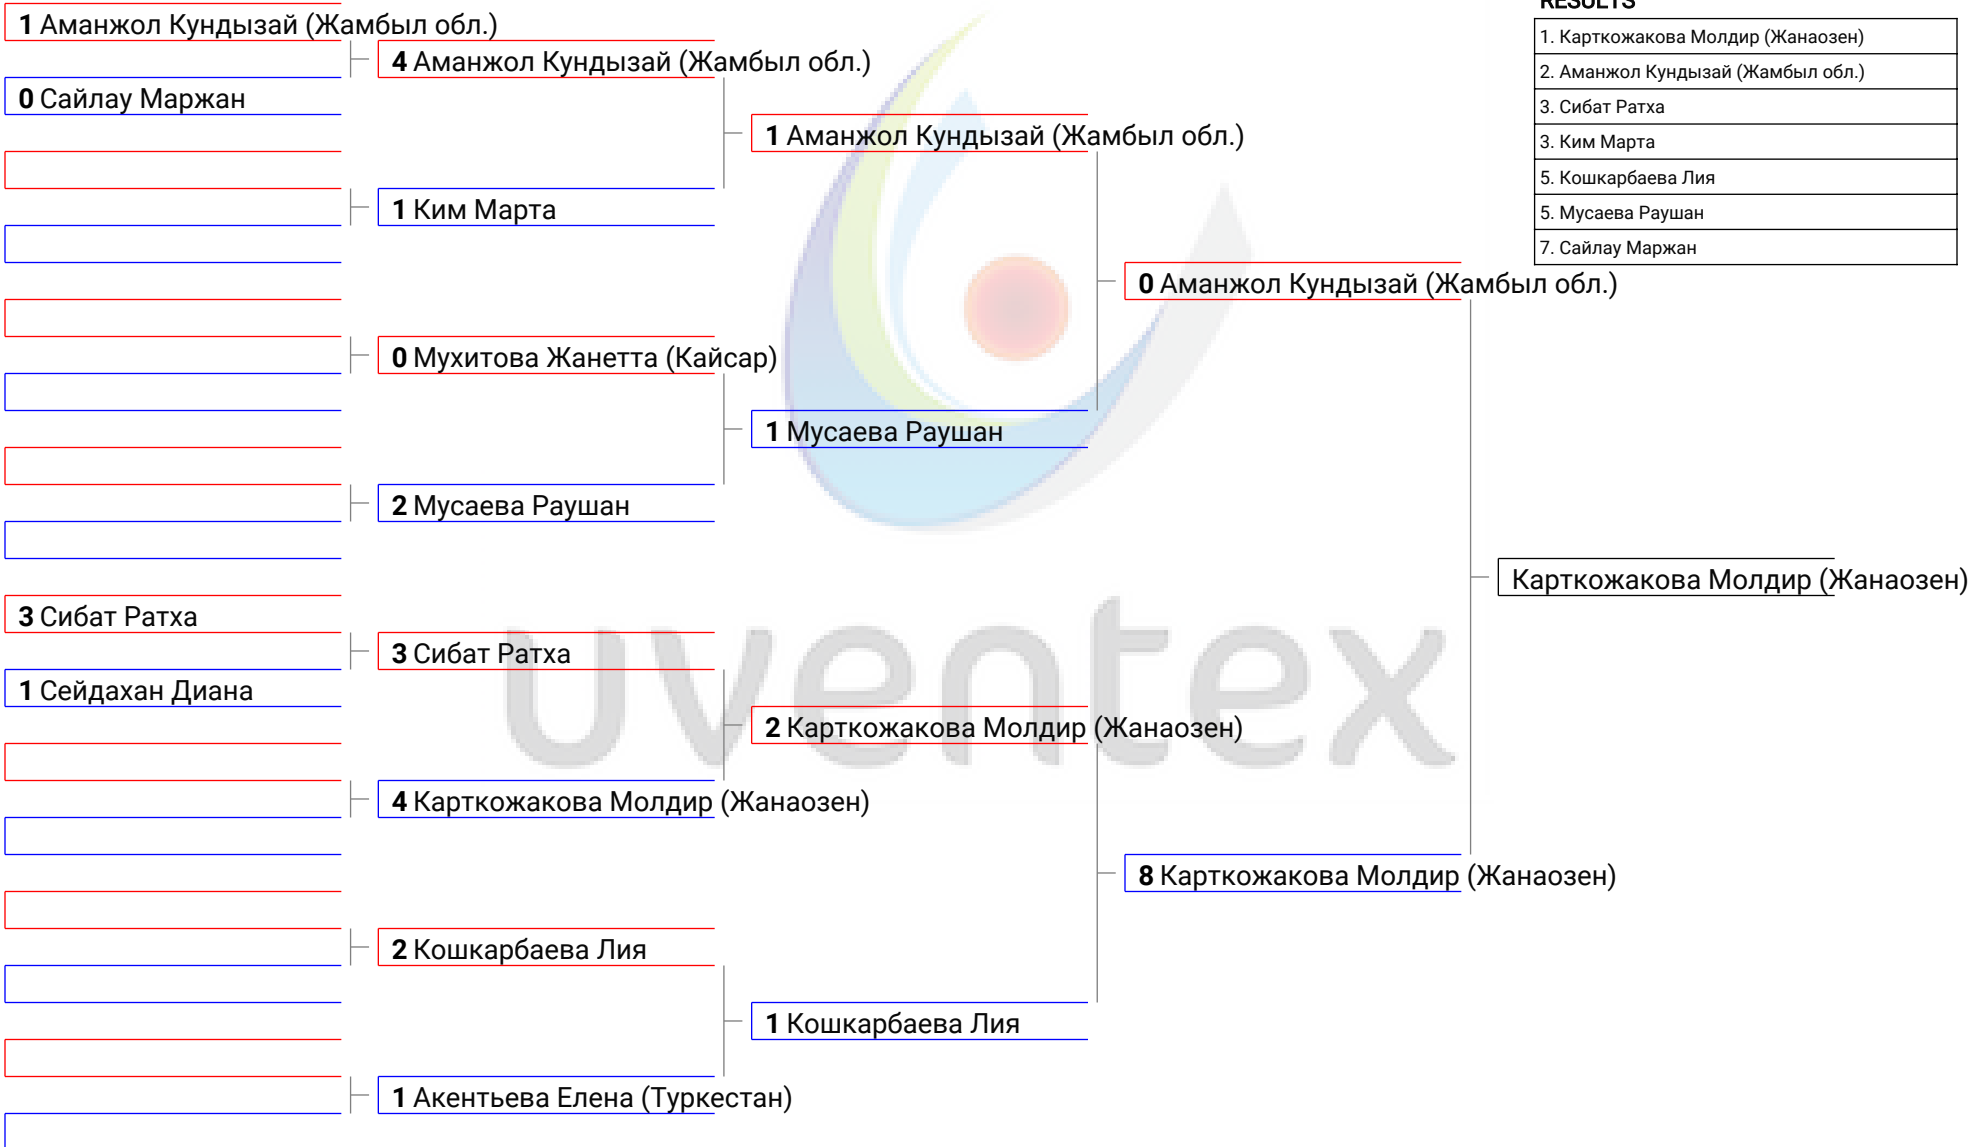 RESULTS
1. Карткожакова Молдир (Жанаозен)
2. Аманжол Кундызай (Жамбыл обл.)
3. Сибат Ратха
3. Ким Марта
5. Кошкарбаева Лия
5. Мусаева Раушан
7. Сайлау Маржан
1 Аманжол Кундызай (Жамбыл обл.)
0 Сайлау Маржан
3 Сибат Ратха
1 Сейдахан Диана
4 Аманжол Кундызай (Жамбыл обл.)
1 Ким Марта
0 Мухитова Жанетта (Кайсар)
2 Мусаева Раушан
3 Сибат Ратха
4 Карткожакова Молдир (Жанаозен)
2 Кошкарбаева Лия
1 Акентьева Елена (Туркестан)
1 Аманжол Кундызай (Жамбыл обл.)
1 Мусаева Раушан
2 Карткожакова Молдир (Жанаозен)
1 Кошкарбаева Лия
0 Аманжол Кундызай (Жамбыл обл.)
8 Карткожакова Молдир (Жанаозен)
Карткожакова Молдир (Жанаозен)
uventex